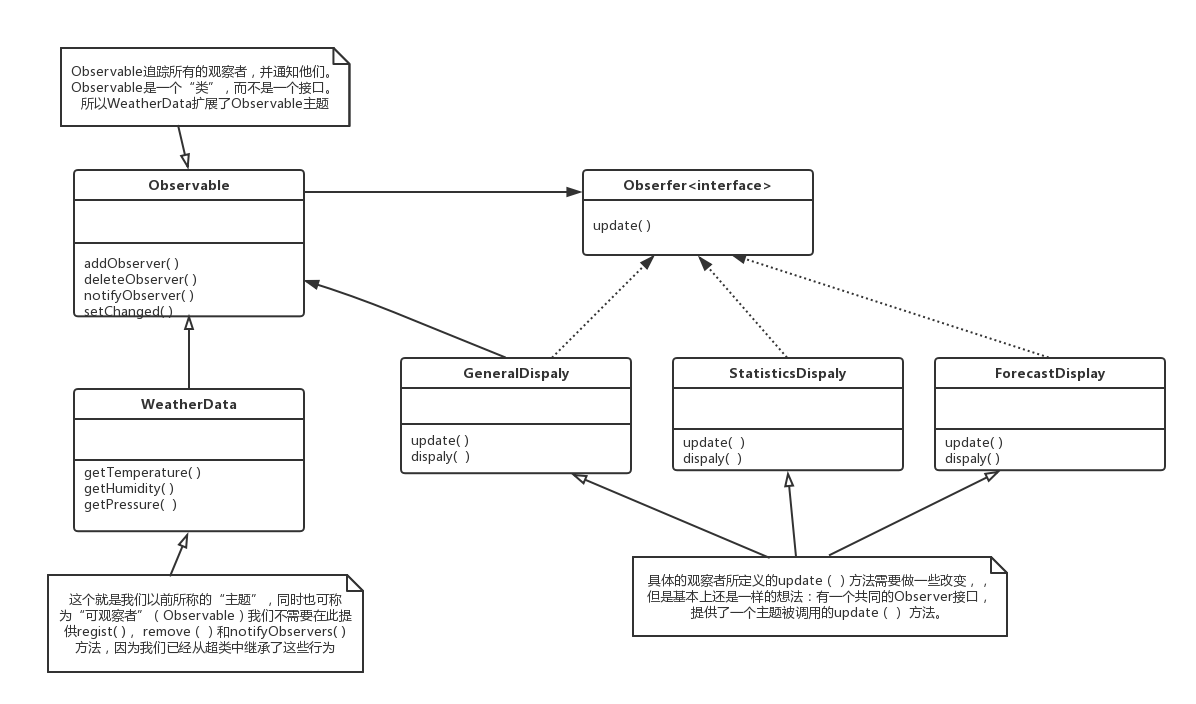 Observable追踪所有的观察者，并通知他们。
Observable是一个“类”，而不是一个接口。
所以WeatherData扩展了Observable主题
Observable
addObserver( )
deleteObserver( )
notifyObserver( )
setChanged( )
Obserfer<interface>
update( )
WeatherData
getTemperature( )
getHumidity( )
getPressure(  )
GeneralDispaly
update( )
dispaly(  )
StatisticsDispaly
update(  )
dispaly(  )
ForecastDisplay
update( )
dispaly( )
这个就是我们以前所称的“主题”，同时也可称
为“可观察者”（Observable）我们不需要在此提
供regist( )，remove（ ）和notifyObservers( )
方法，因为我们已经从超类中继承了这些行为
具体的观察者所定义的update（ ）方法需要做一些改变，，
但是基本上还是一样的想法：有一个共同的Observer接口，
提供了一个主题被调用的update（ ） 方法。